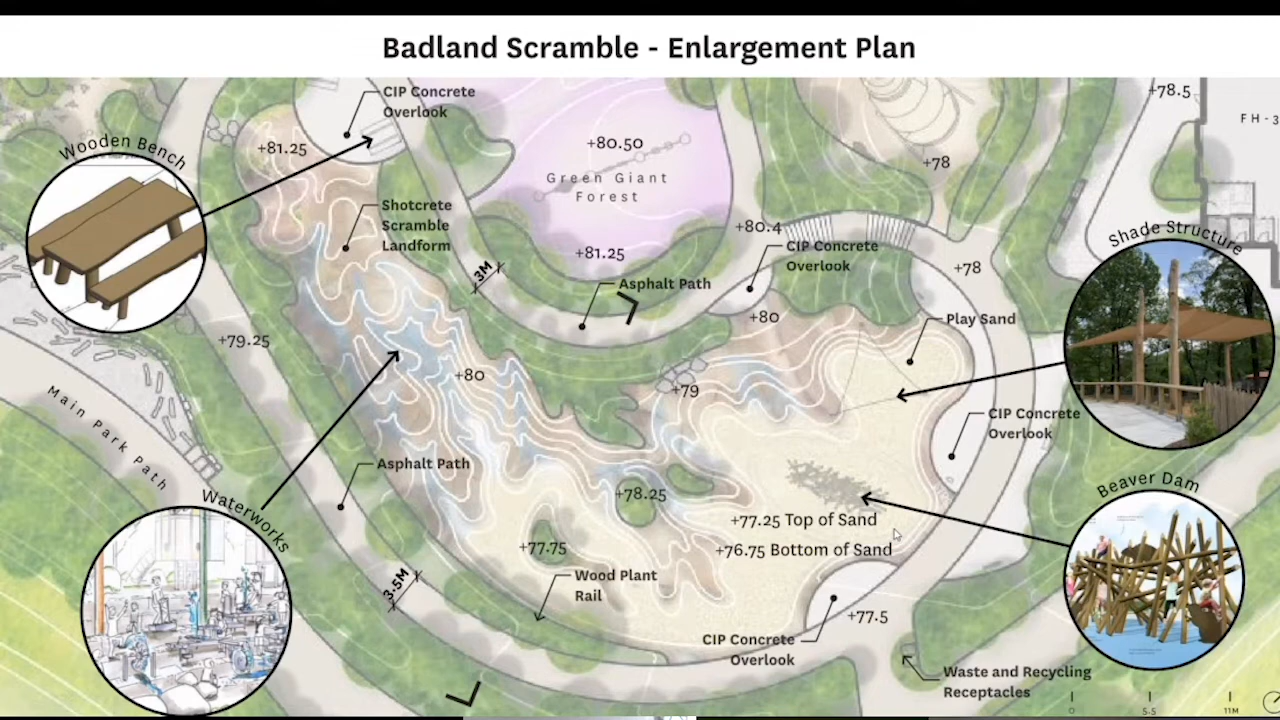 Badland Scramble - Enlargement Plan
CIP Concrete
Overlook
+78.5
FH-3
Wooden Bench
+81.25
+80.50
+78
Green Giant
Forest
Shotcrete
Scramble
Landform
+80.4
Shade Structure
+81.25
CIP Concrete
Overlook
3M
+78
Asphalt Path
+80
Play Sand
+79.25
+80
+79
Main Park Path
CIP Concrete
Overlook
Asphalt Path
Beaver Dam
Waterworks
+78.25
+77.25 Top of Sand
+77.75
+76.75 Bottom of Sand
Wood Plant
Rail
3.5M
+77.5
CIP Concrete
Overlook
Waste and Recycling
Receptacles
0
5.5
11M